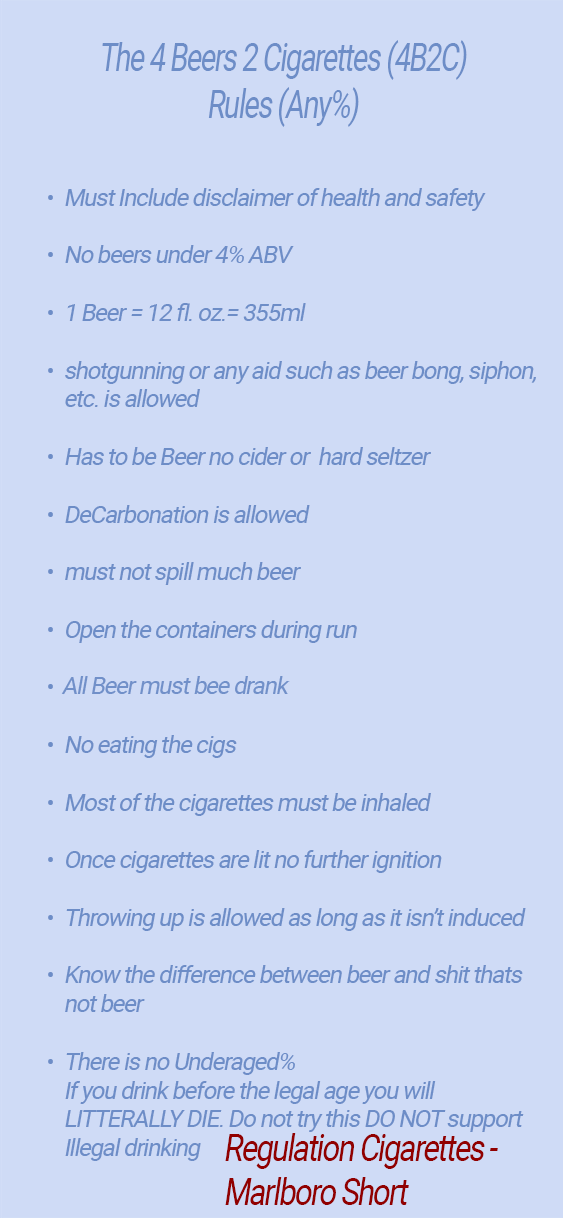 The 4 Beers 2 Cigarettes (4B2C)
Rules (Any%)
• Must Include disclaimer of health and safety
• No beers under 4% ABV
• 1 Beer = 12 fl. oz.= 355ml
• shotgunning or any aid such as beer bong, siphon,
etc. is allowed
• Has to be Beer no cider or  hard seltzer
• DeCarbonation is allowed
• must not spill much beer
• Open the containers during run
• All Beer must bee drank
• No eating the cigs
• Most of the cigarettes must be inhaled
• Once cigarettes are lit no further ignition
• Throwing up is allowed as long as it isn’t induced
• Know the difference between beer and shit thats
not beer
• There is no Underaged%
If you drink before the legal age you will
LITTERALLY DIE. Do not try this DO NOT support
Illegal drinking
Regulation Cigarettes -
Marlboro Short